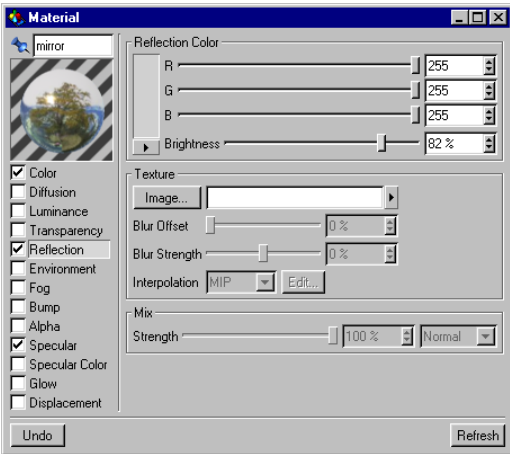 Material
mirror
Color
Diffusion
Luminance
Transparency
Reflection
Environment
Fog
Bump
Alpha
Specular
Specular Color
Glow
Displacement
Reflection Color
R 255
G 255
B 255
Brightness 82 %
Texture
Image...
Blur Offset 0 %
Blur Strength 0 %
Interpolation MIP Edit...
Mix
Strength 100 % Normal
Undo Refresh